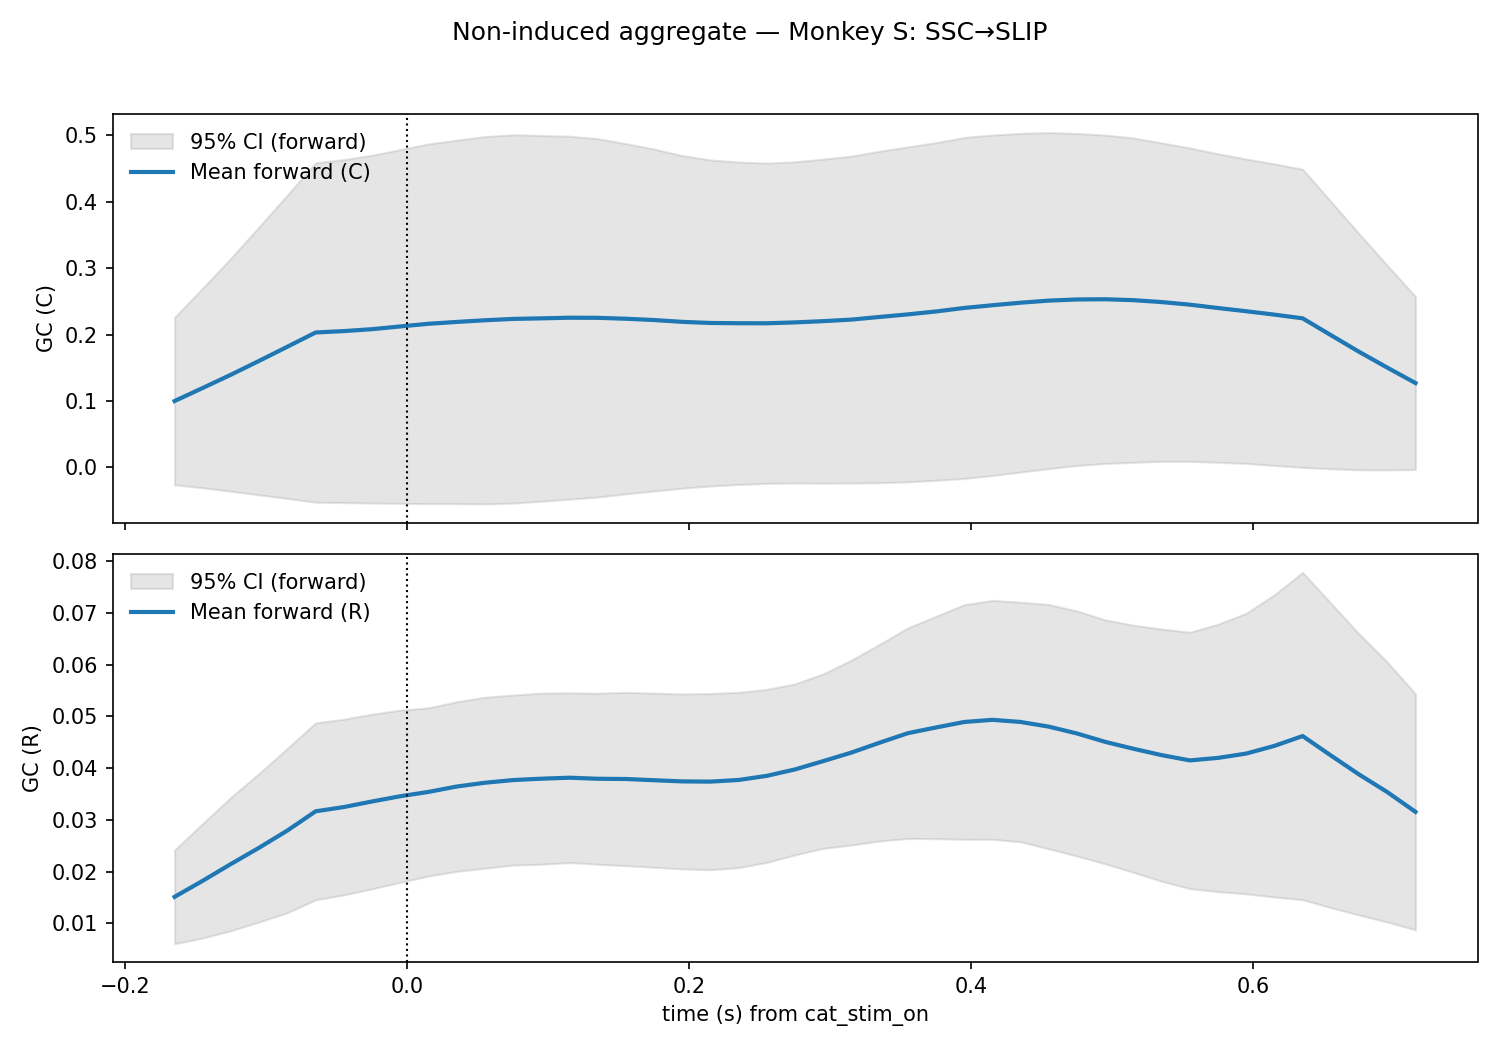 Non-induced aggregate — Monkey S: SSC→SLIP
95% CI (forward)
Mean forward (C)
GC (C)
0.5
0.4
0.3
0.2
0.1
0.0
95% CI (forward)
Mean forward (R)
GC (R)
0.08
0.07
0.06
0.05
0.04
0.03
0.02
0.01
−0.2 0.0 0.2 0.4 0.6
time (s) from cat_stim_on